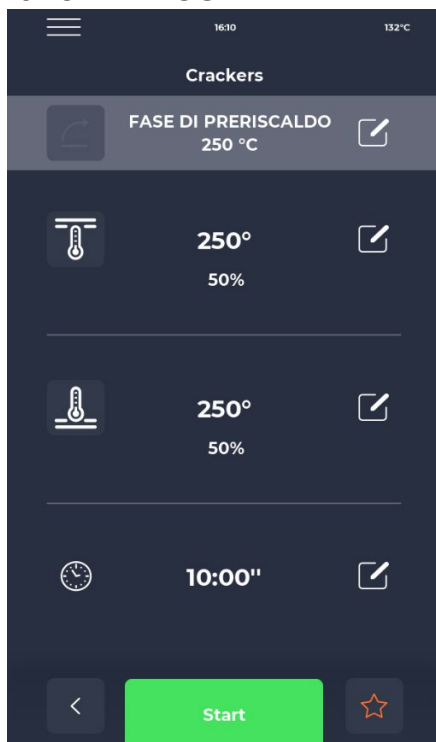 16:10
132°C
Crackers
FASE DI PRERISCALDO
250 °C
250°
50%
250°
50%
10:00''
Start